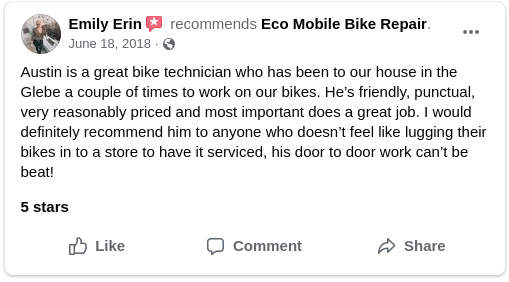 Emily Erin recommends Eco Mobile Bike Repair.
June 18, 2018 ·
Austin is a great bike technician who has been to our house in the
Glebe a couple of times to work on our bikes. He’s friendly, punctual,
very reasonably priced and most important does a great job. I would
definitely recommend him to anyone who doesn’t feel like lugging their
bikes in to a store to have it serviced, his door to door work can’t be
beat!
5 stars
Like Comment Share